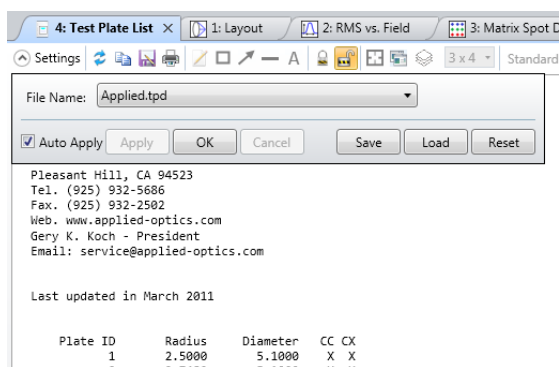 4: Test Plate List
1: Layout
2: RMS vs. Field
3: Matrix Spot D
Settings
A
3 x 4
Standard
File Name: Applied.tpd
Auto Apply Apply OK Cancel Save Load Reset
Pleasant Hill, CA 94523
Tel. (925) 932-5686
Fax. (925) 932-2502
Web. www.applied-optics.com
Gery K. Koch - President
Email: service@applied-optics.com
Last updated in March 2011
Plate ID Radius Diameter CC CX
1 2.5000 5.1000 X X